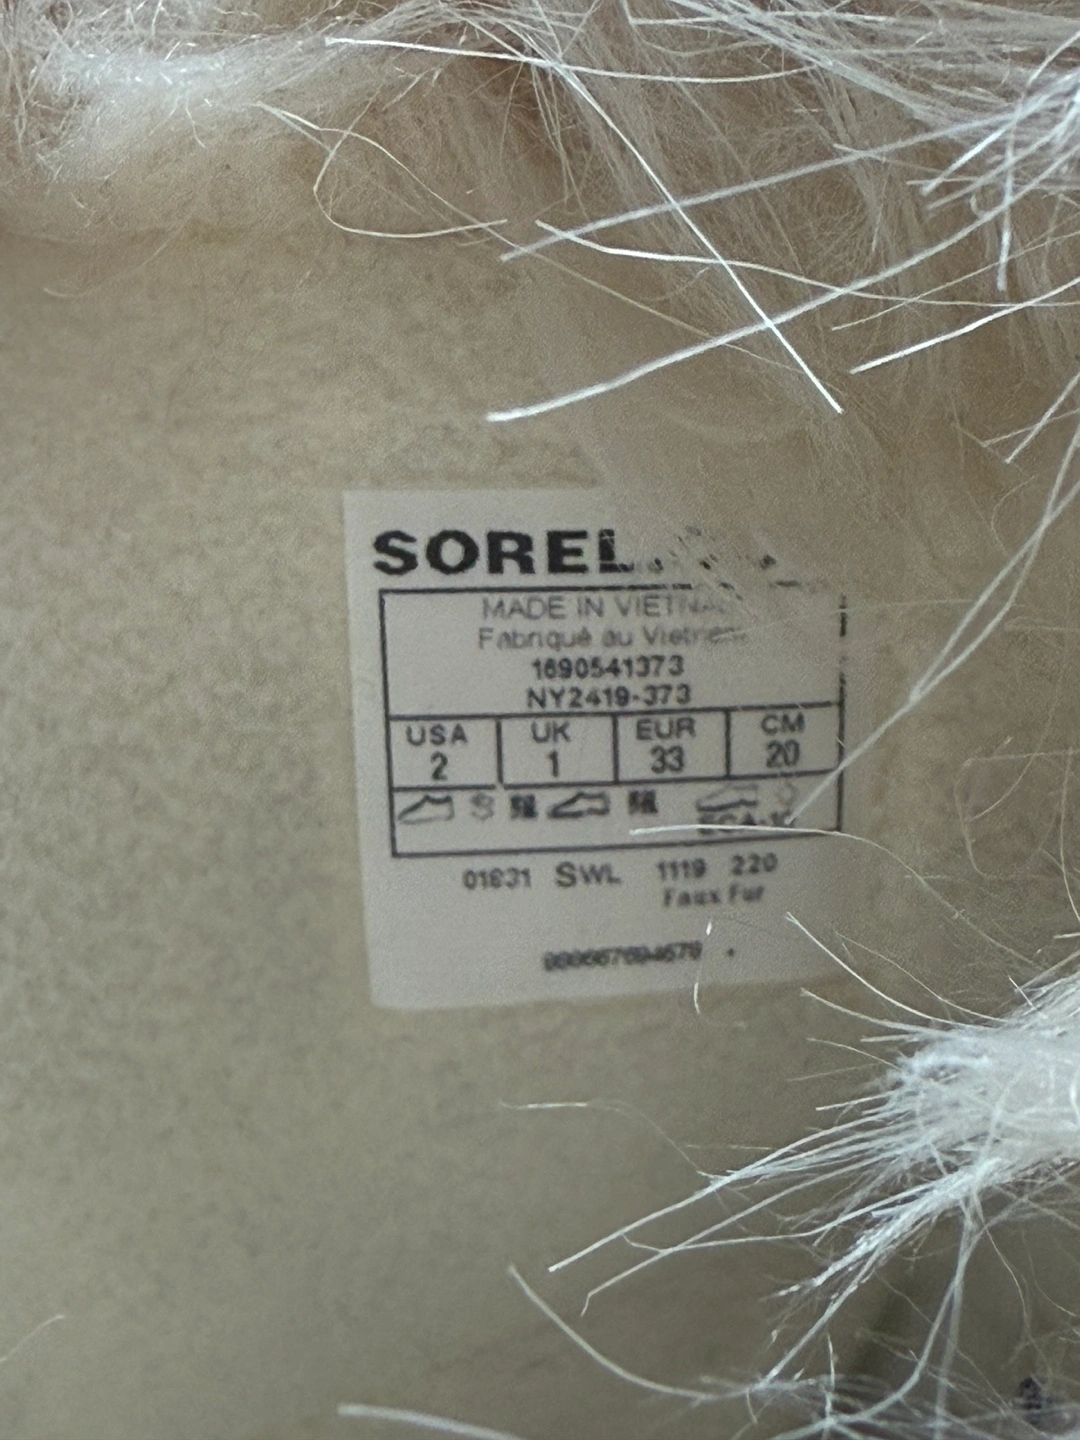 SOREL
MADE IN VIETNAM
Fabriqué au Vietnam
1690541373
NY2419-373
USA UK EUR CM
2 1 33 20
01831 SWL 1119 220
Faux Fur